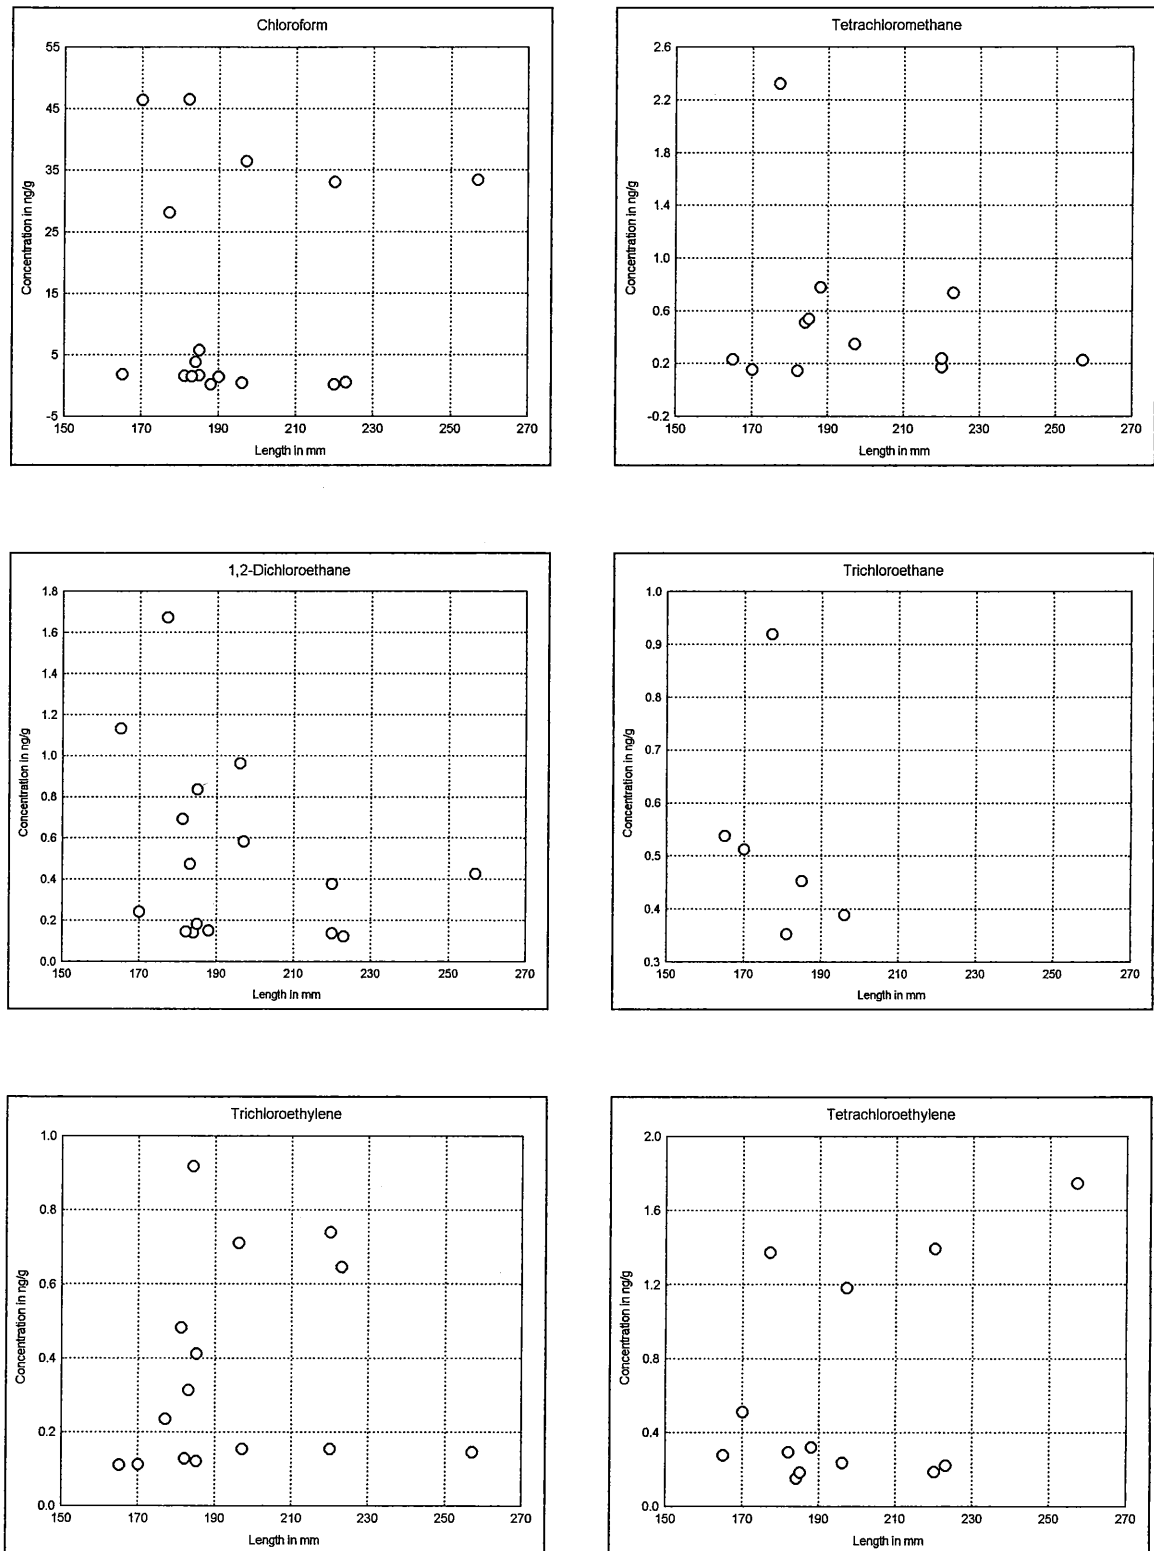 Chloroform
55
45
35
25
15
5
-5
Concentration in ng/g
150 170 190 210 230 250 270
Length in mm
Tetrachloromethane
2.6
2.2
1.8
1.4
1.0
0.6
0.2
-0.2
Concentration in ng/g
150 170 190 210 230 250 270
Length in mm
1,2-Dichloroethane
1.8
1.6
1.4
1.2
1.0
0.8
0.6
0.4
0.2
0.0
Concentration in ng/g
150 170 190 210 230 250 270
Length in mm
Trichloroethane
1.0
0.9
0.8
0.7
0.6
0.5
0.4
0.3
Concentration in ng/g
150 170 190 210 230 250 270
Length in mm
Trichloroethylene
1.0
0.8
0.6
0.4
0.2
0.0
Concentration in ng/g
150 170 190 210 230 250 270
Length in mm
Tetrachloroethylene
2.0
1.6
1.2
0.8
0.4
0.0
Concentration in ng/g
150 170 190 210 230 250 270
Length in mm